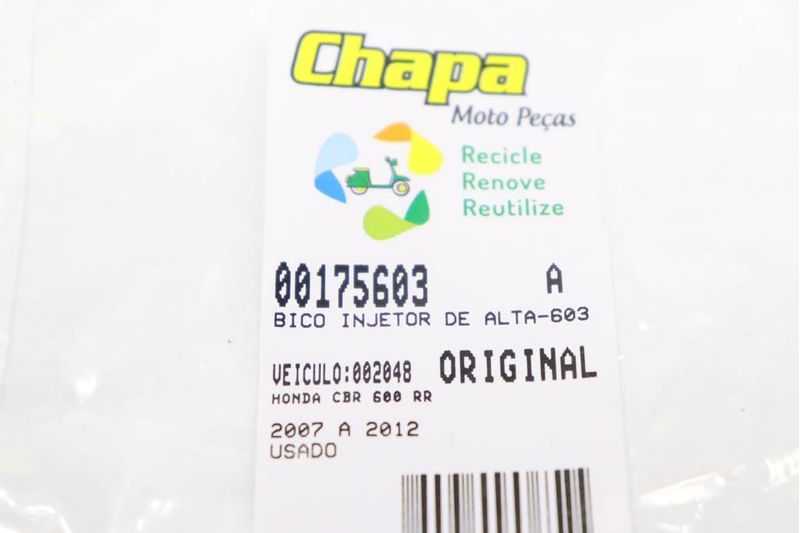 Chapa
Moto Peças
Recicle
Renove
Reutilize
00175603 A
BICO INJETOR DE ALTA-603
VEICULO:002048 ORIGINAL
HONDA CBR 600 RR
2007 A 2012
USADO